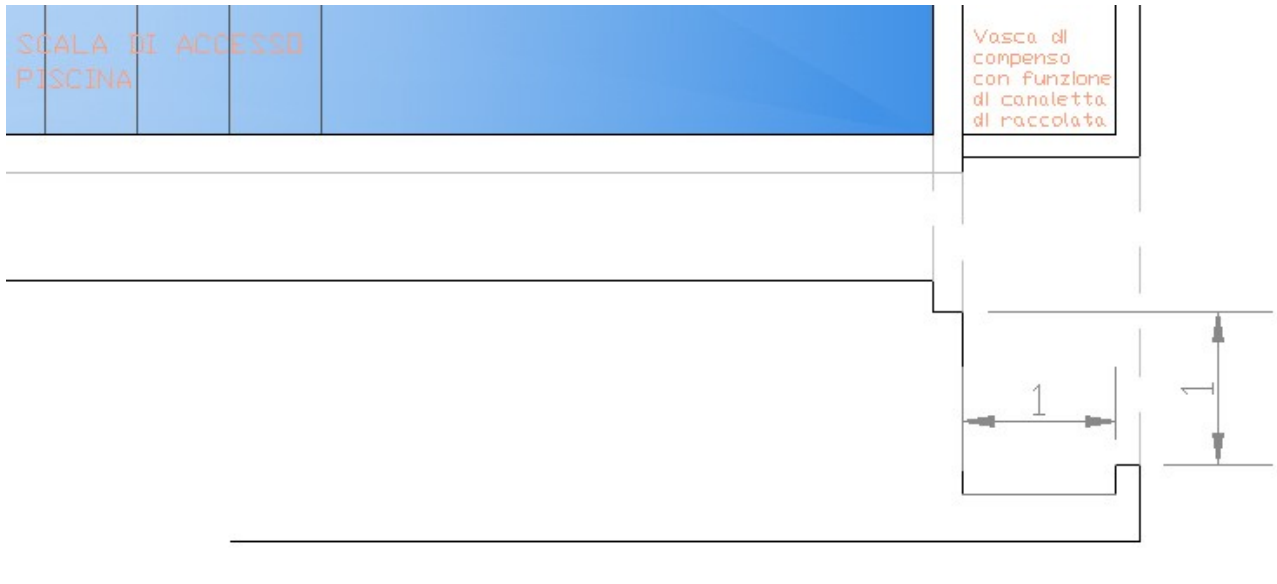 SCALA DI ACCESSO
PISCINA
Vasca di
compenso
con funzione
di canaletta
di raccolata
1
1